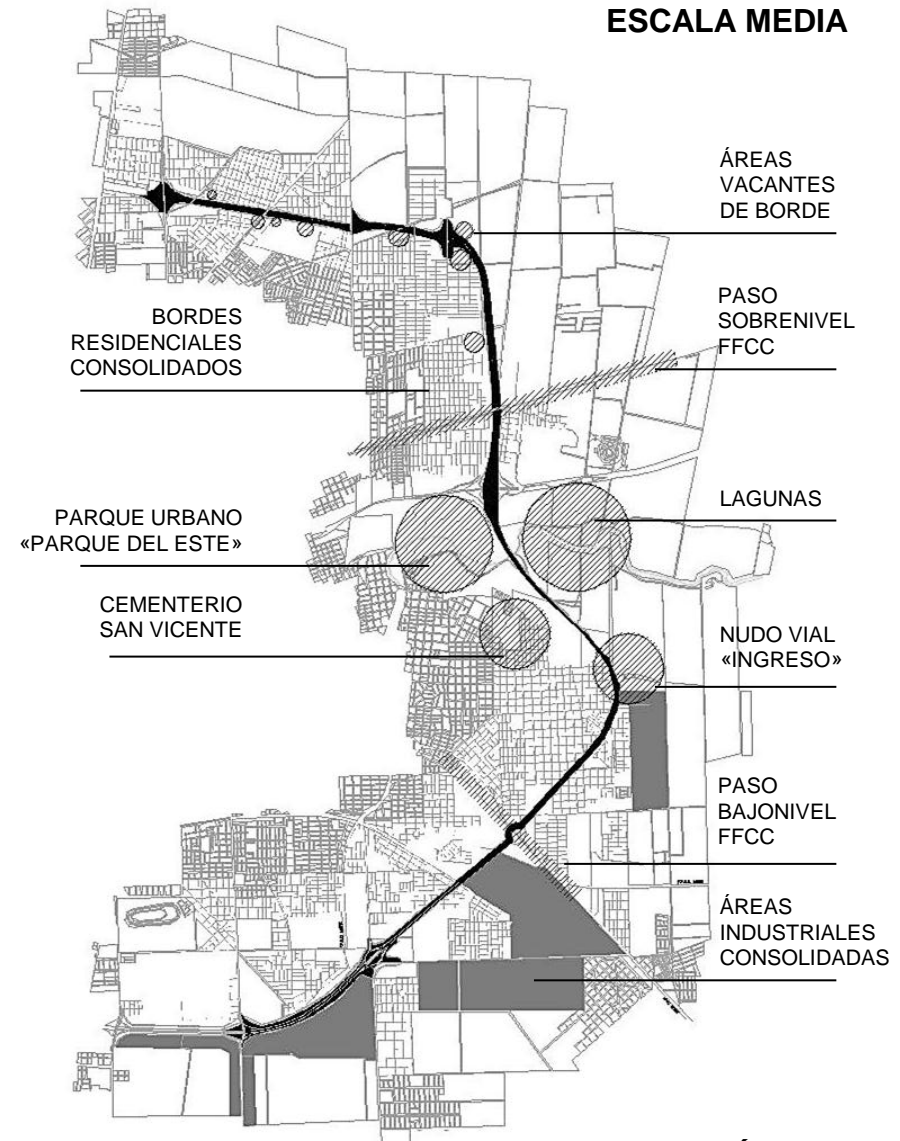 ESCALA MEDIA
ÁREAS
VACANTES
DE BORDE
BORDES
RESIDENCIALES
CONSOLIDADOS
PASO
SOBRENIVEL
FFCC
PARQUE URBANO
«PARQUE DEL ESTE»
LAGUNAS
CEMENTERIO
SAN VICENTE
NUDO VIAL
«INGRESO»
PASO
BAJONIVEL
FFCC
ÁREAS
INDUSTRIALES
CONSOLIDADAS